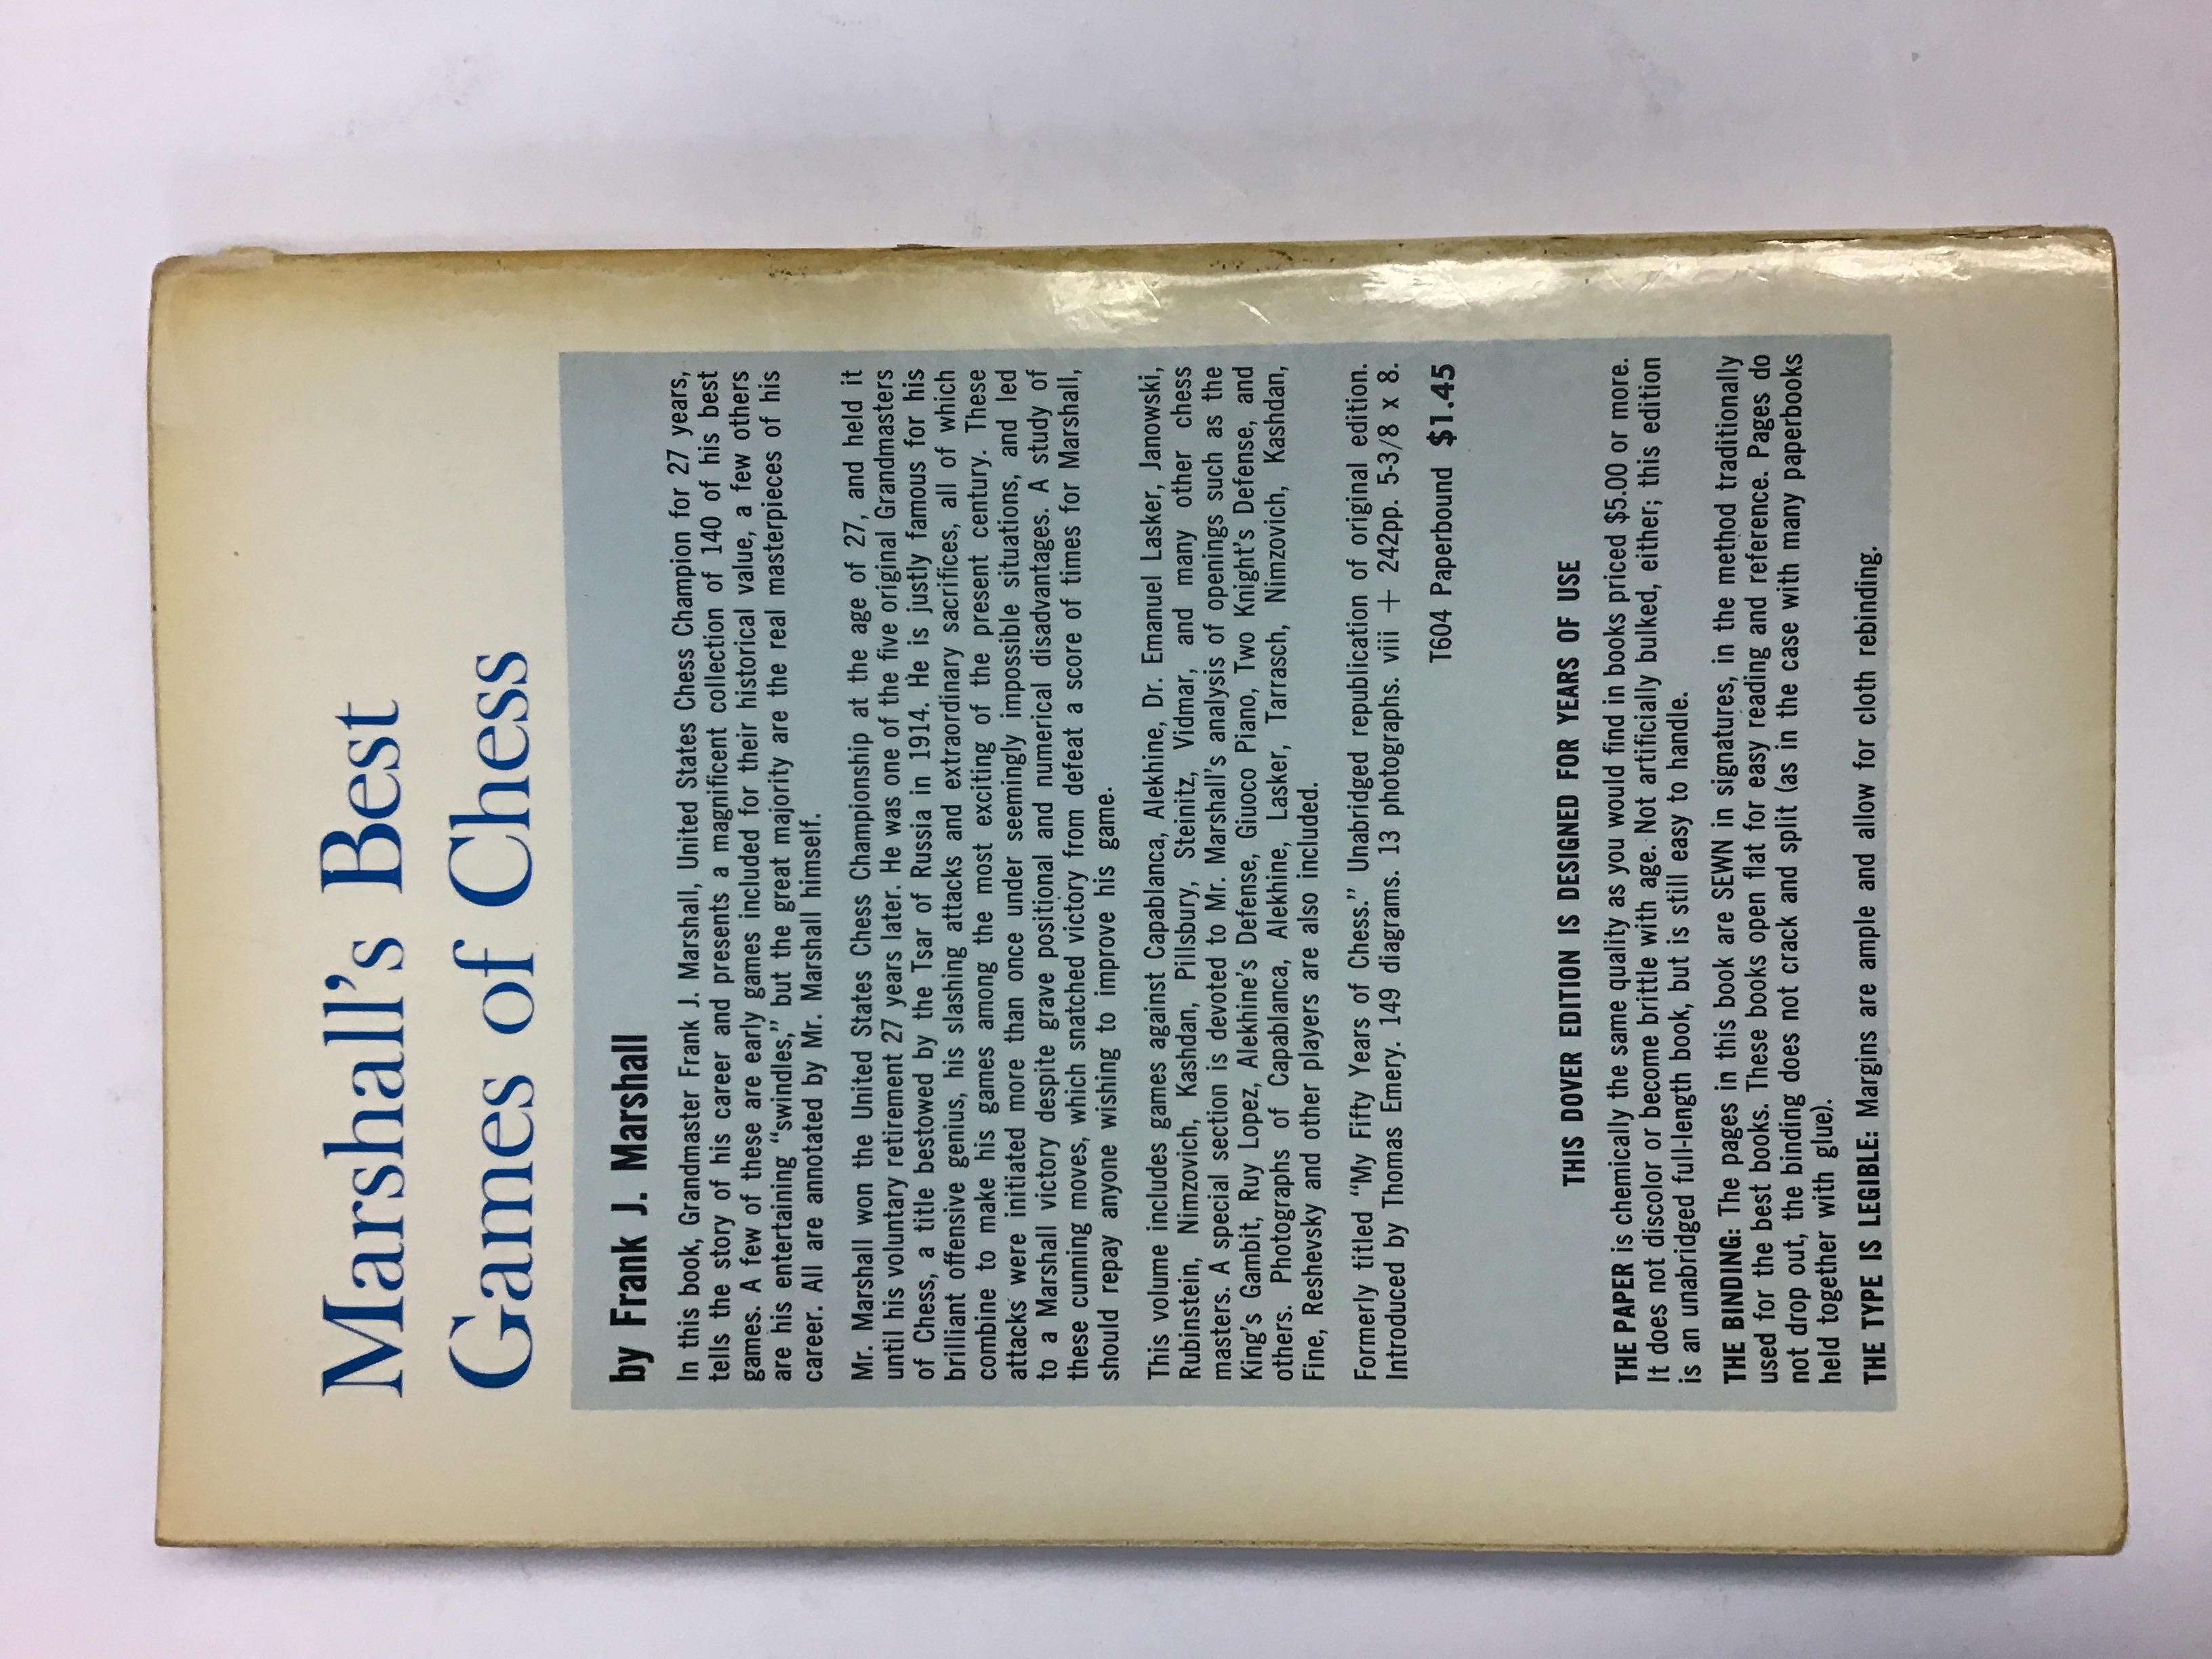 Marshall's Best
Games of Chess
by Frank J. Marshall
In this book, Grandmaster Frank J. Marshall, United States Chess Champion for 27 years,
tells the story of his career and presents a magnificent collection of 140 of his best
games. A few of these are early games included for their historical value, a few others
are his entertaining "swindles," but the great majority are the real masterpieces of his
career. All are annotated by Mr. Marshall himself.
Mr. Marshall won the United States Chess Championship at the age of 27, and held it
until his voluntary retirement 27 years later. He was one of the five original Grandmasters
of Chess, a title bestowed by the Tsar of Russia in 1914. He is justly famous for his
brilliant offensive genius, his slashing attacks and extraordinary sacrifices, all of which
combine to make his games among the most exciting of the present century. These
attacks were initiated more than once under seemingly impossible situations, and led
to a Marshall victory despite grave positional and numerical disadvantages. A study of
these cunning moves, which snatched victory from defeat a score of times for Marshall,
should repay anyone wishing to improve his game.
This volume includes games against Capablanca, Alekhine, Dr. Emanuel Lasker, Janowski,
Rubinstein, Nimzovich, Kashdan, Pillsbury, Steinitz, Vidmar, and many other chess
masters. A special section is devoted to Mr. Marshall's analysis of openings such as the
King's Gambit, Ruy Lopez, Alekhine's Defense, Giuoco Piano, Two Knight's Defense, and
others. Photographs of Capablanca, Alekhine, Lasker, Tarrasch, Nimzovich, Kashdan,
Fine, Reshevsky and other players are also included.
Formerly titled "My Fifty Years of Chess." Unabridged republication of original edition.
Introduced by Thomas Emery. 149 diagrams. 13 photographs. viii + 242pp. 5-3/8 x 8.
T604 Paperbound $1.45
THIS DOVER EDITION IS DESIGNED FOR YEARS OF USE
THE PAPER is chemically the same quality as you would find in books priced $5.00 or more.
It does not discolor or become brittle with age. Not artificially bulked, either; this edition
is an unabridged full-length book, but is still easy to handle.
THE BINDING: The pages in this book are SEWN in signatures, in the method traditionally
used for the best books. These books open flat for easy reading and reference. Pages do
not drop out, the binding does not crack and split (as in the case with many paperbooks
held together with glue).
THE TYPE IS LEGIBLE: Margins are ample and allow for cloth rebinding.